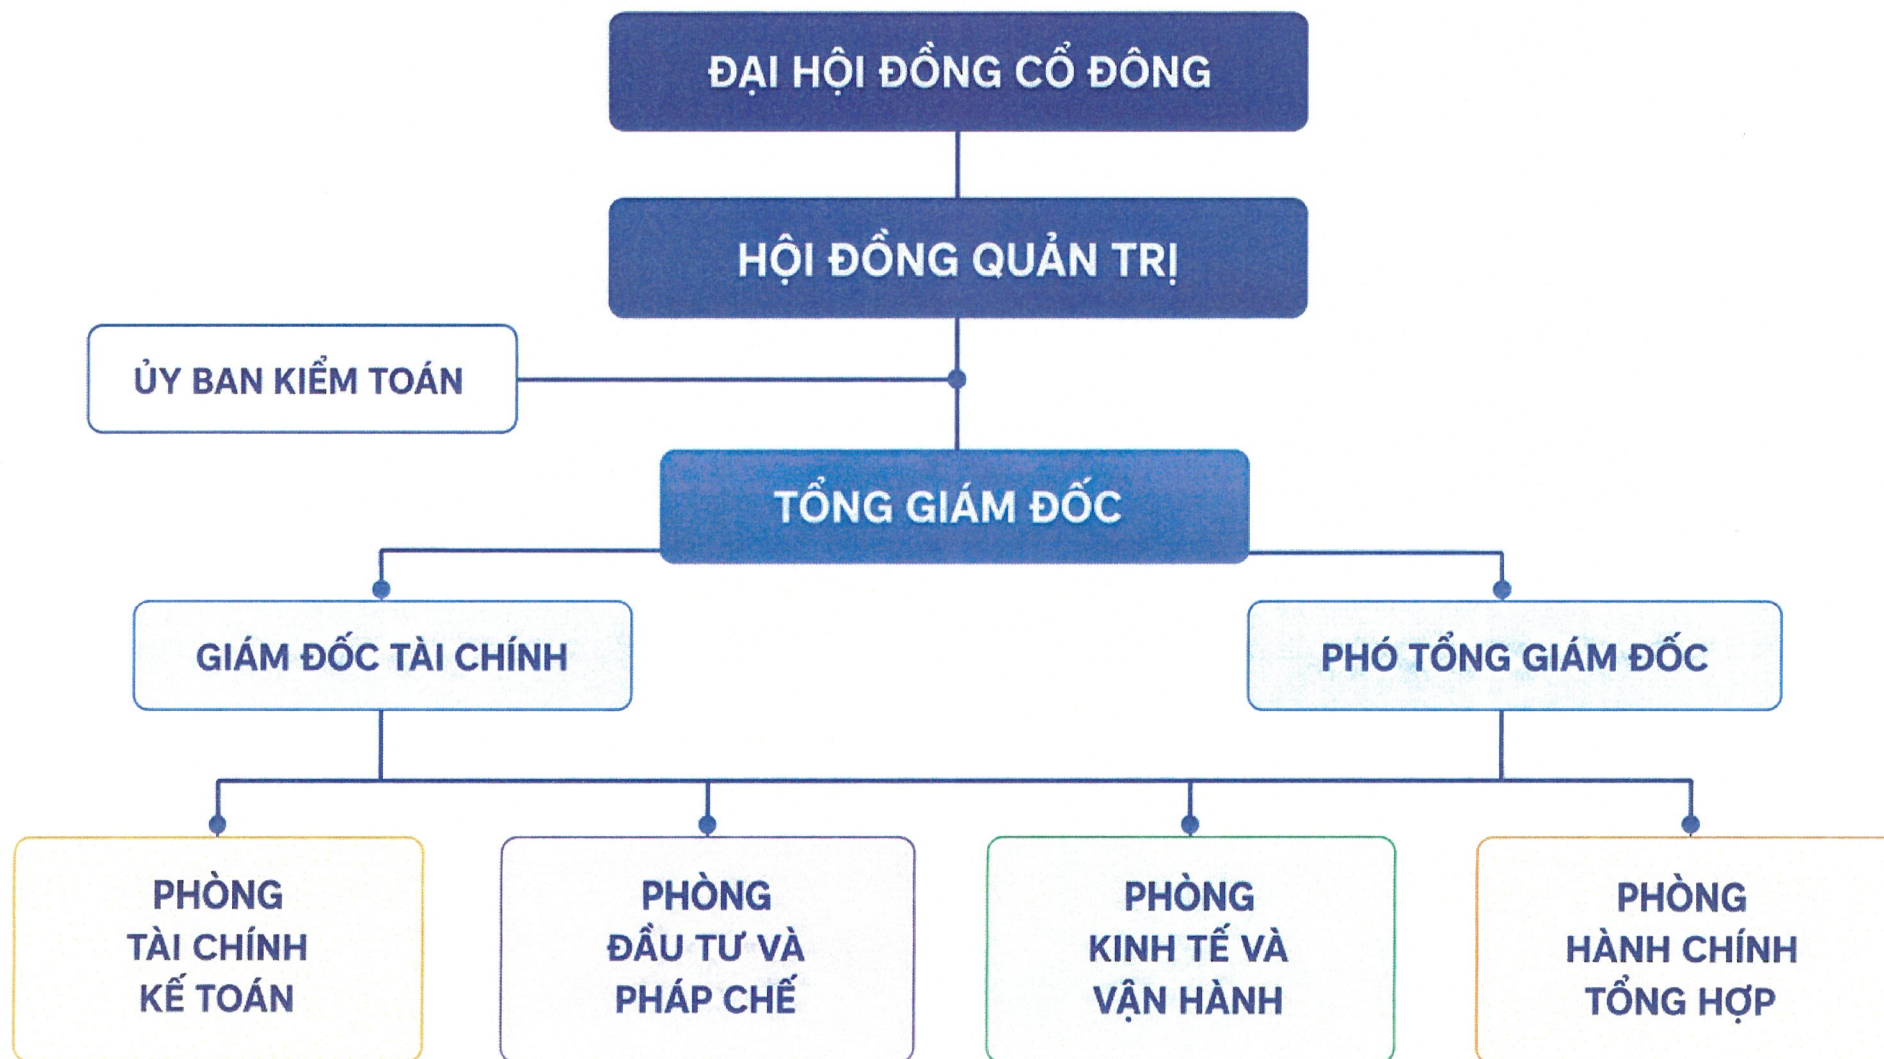 ĐẠI HỘI ĐỒNG CỔ ĐÔNG
HỘI ĐỒNG QUẢN TRỊ
ỦY BAN KIỂM TOÁN
TỔNG GIÁM ĐỐC
GIÁM ĐỐC TÀI CHÍNH
PHÓ TỔNG GIÁM ĐỐC
PHÒNG
TÀI CHÍNH
KẾ TOÁN
PHÒNG
ĐẦU TƯ VÀ
PHÁP CHẾ
PHÒNG
KINH TẾ VÀ
VẬN HÀNH
PHÒNG
HÀNH CHÍNH
TỔNG HỢP